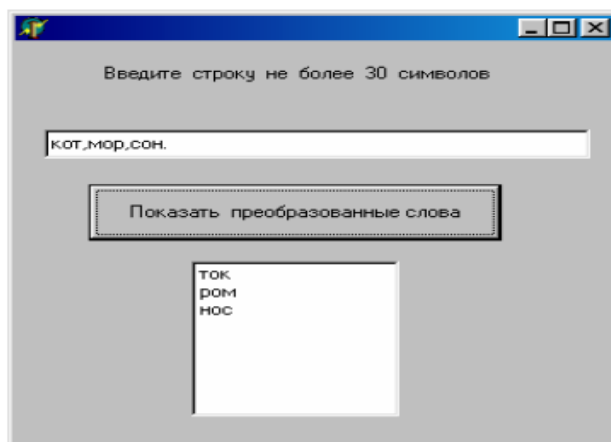 Введите строку не более 30 символов
кот,мор,сон.
Показать преобразованные слова
ток
ром
нос